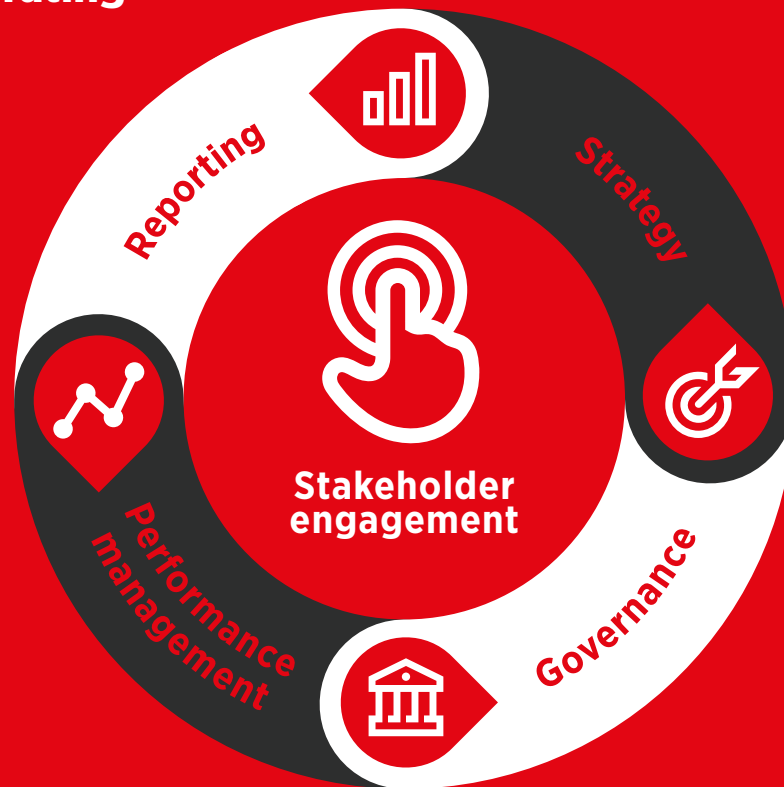 Reporting
Strategy
Stakeholder
engagement
Performance
management
Governance